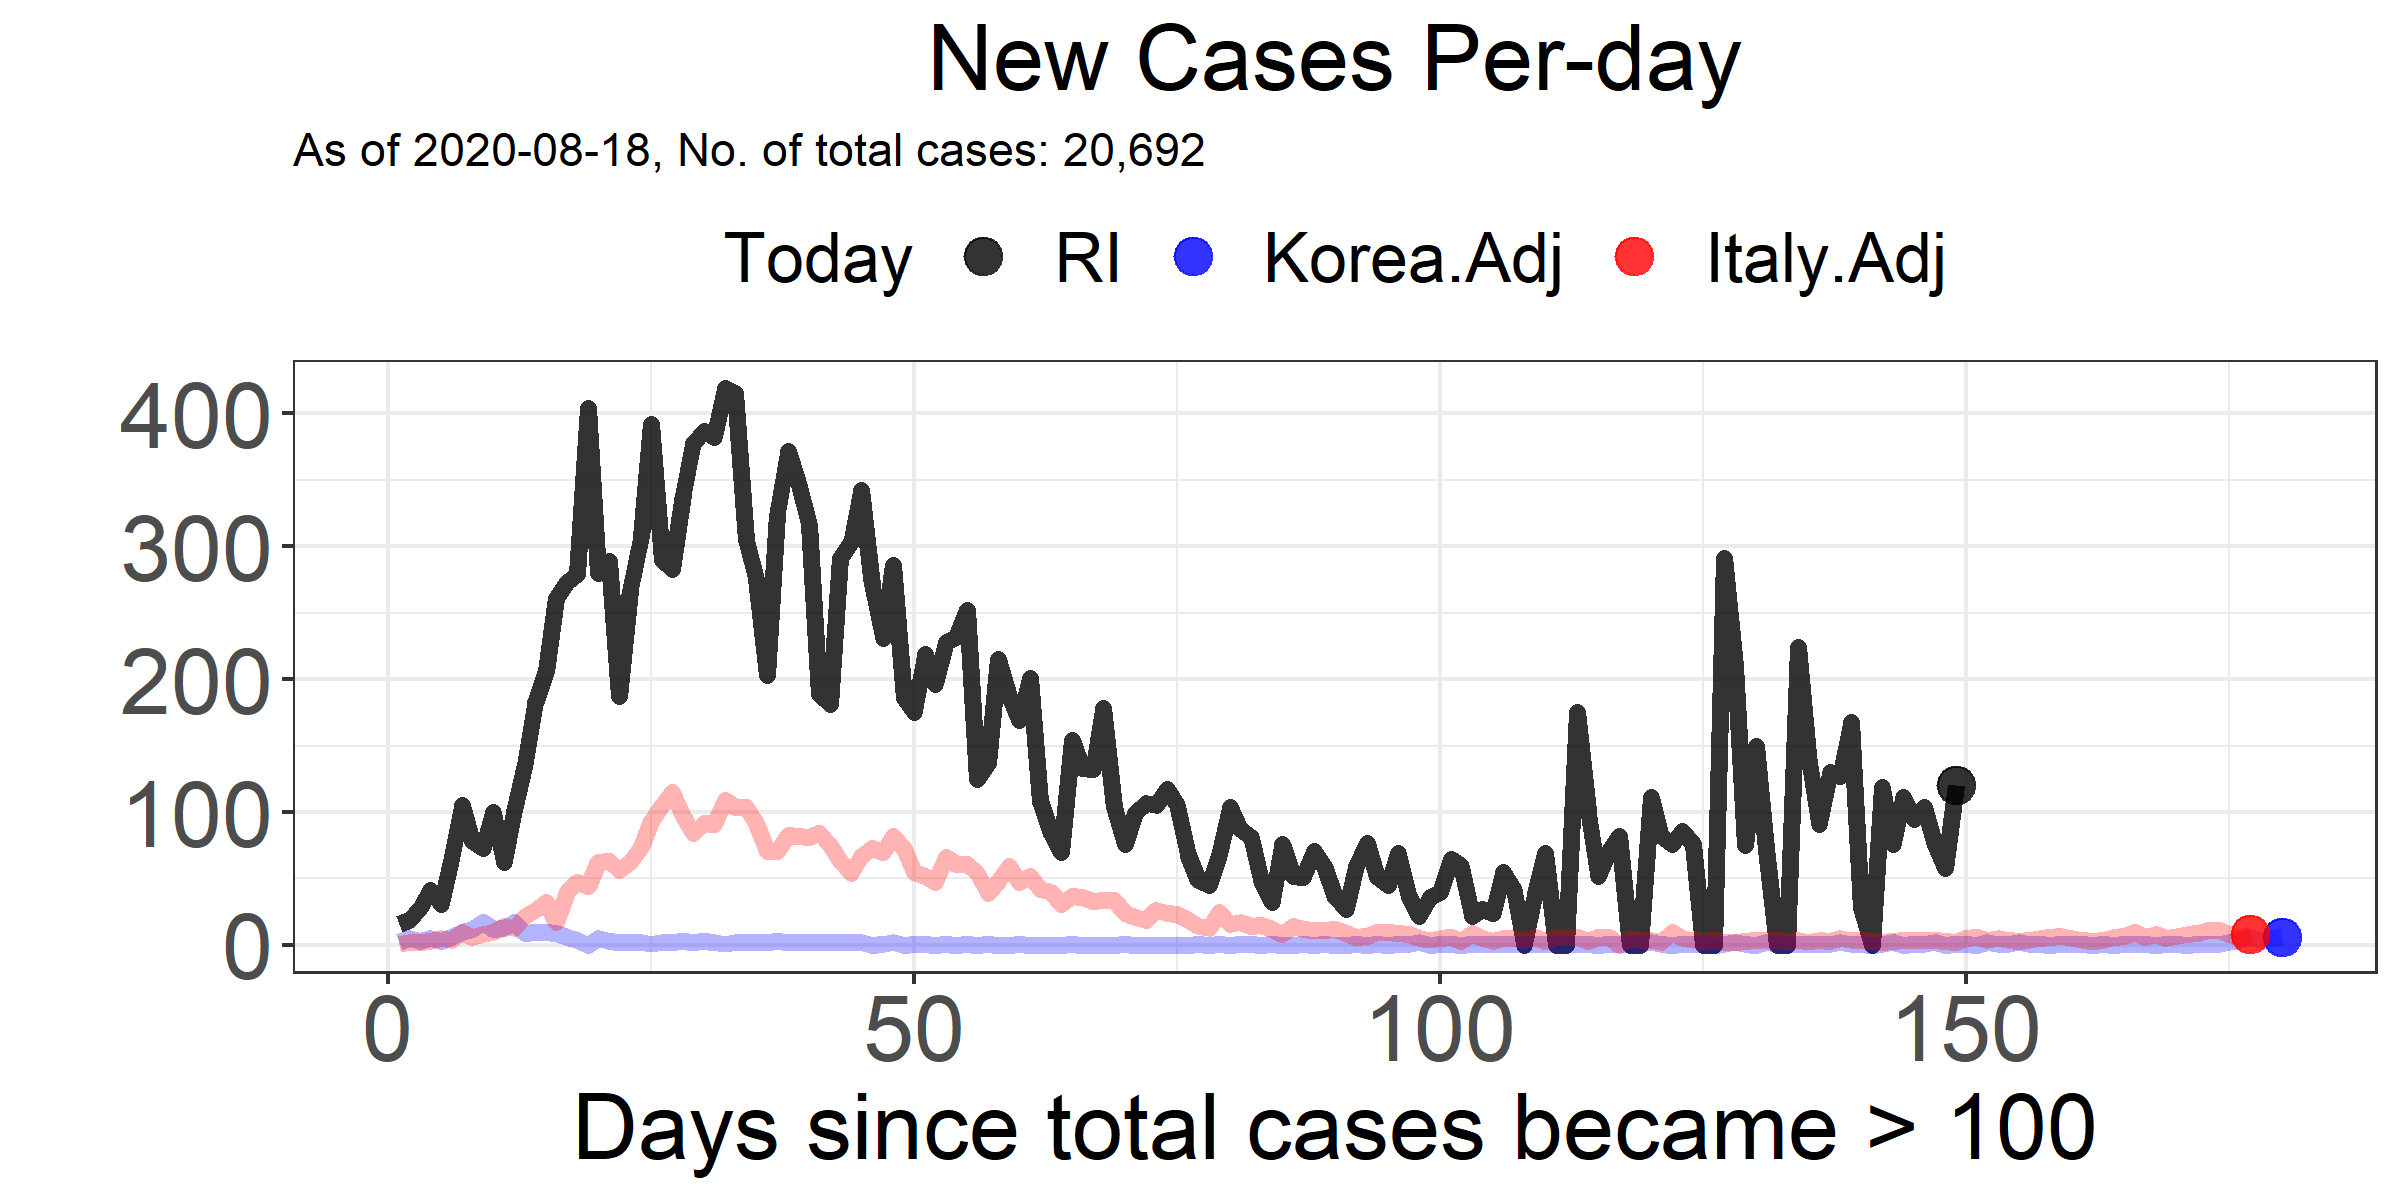 New Cases Per-day
As of 2020-08-18, No. of total cases: 20,692
Today RI Korea.Adj Italy.Adj
400
300
200
100
0
0 50 100 150
Days since total cases became > 100